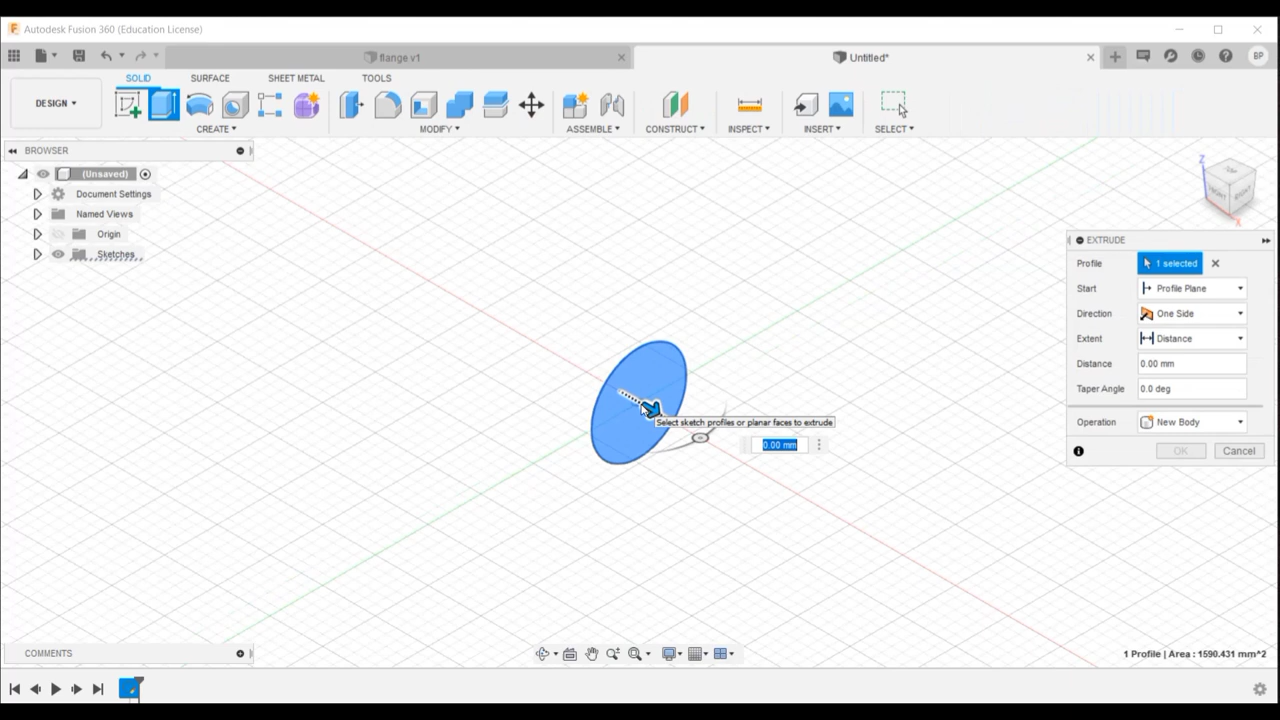 Autodesk Fusion 360 (Education License)
flange v1
Untitled*
BP
SOLID SURFACE SHEET METAL TOOLS
DESIGN
CREATE MODIFY ASSEMBLE CONSTRUCT INSPECT INSERT SELECT
BROWSER
(Unsaved)
Document Settings
Named Views
Origin
Sketches
Z
TOP
FRONT RIGHT
X
EXTRUDE
Profile 1 selected
Start Profile Plane
Direction One Side
Extent Distance
Distance 0.00 mm
Taper Angle 0.0 deg
Operation New Body
OK Cancel
Select sketch profiles or planar faces to extrude
0.00 mm
COMMENTS
1 Profile | Area : 1590.431 mm^2